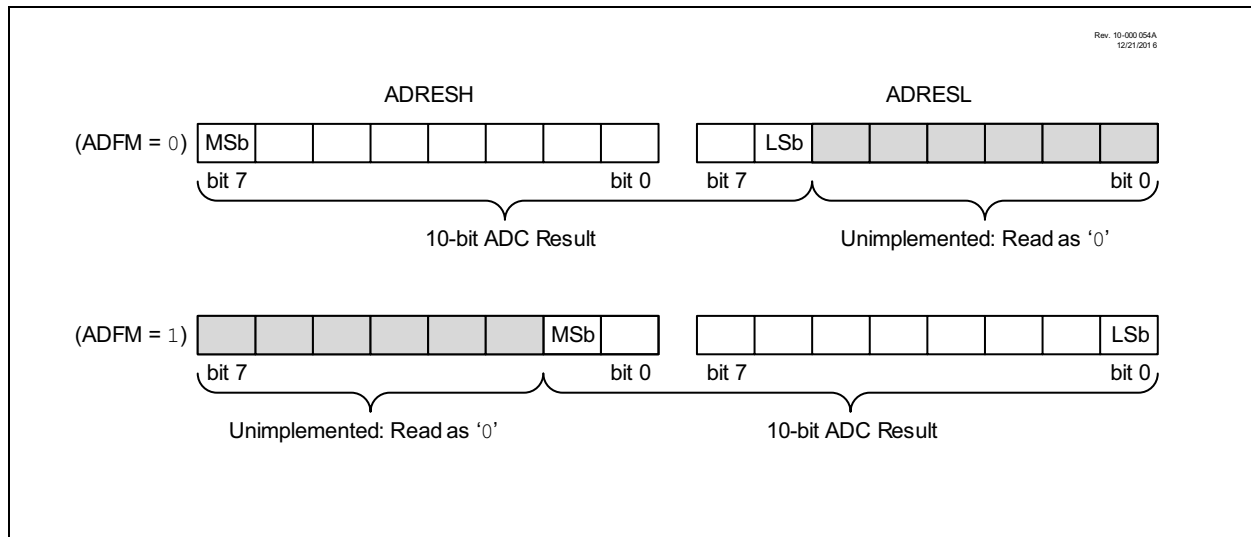 Rev. 10-000 054A
12/21/201 6
ADRESH ADRESL
(ADFM = 0) MSb LSb
bit 7 bit 0 bit 7 bit 0
10-bit ADC Result Unimplemented: Read as ‘0’
(ADFM = 1) MSb LSb
bit 7 bit 0 bit 7 bit 0
Unimplemented: Read as ‘0’ 10-bit ADC Result